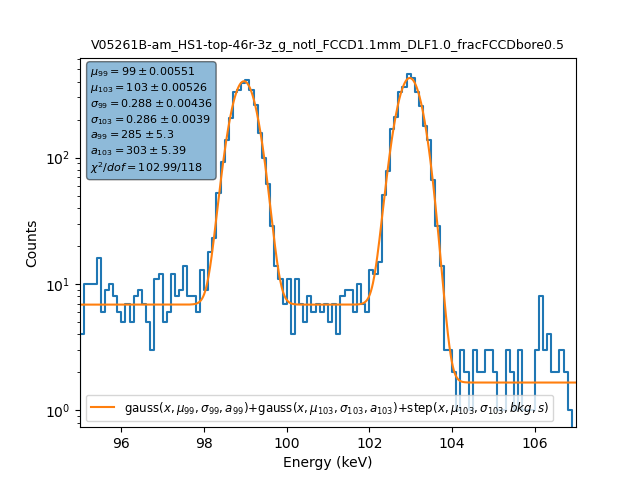 V05261B-am_HS1-top-46r-3z_g_notl_FCCD1.1mm_DLF1.0_fracFCCDbore0.5
μ99 = 99 ± 0.00551
μ103 = 103 ± 0.00526
σ99 = 0.288 ± 0.00436
σ103 = 0.286 ± 0.0039
a99 = 285 ± 5.3
a103 = 303 ± 5.39
χ²/dof = 102.99/118
10²
10¹
10⁰
Counts
gauss(x, μ99, σ99, a99)+gauss(x, μ103, σ103, a103)+step(x, μ103, σ103, bkg, s)
96 98 100 102 104 106
Energy (keV)